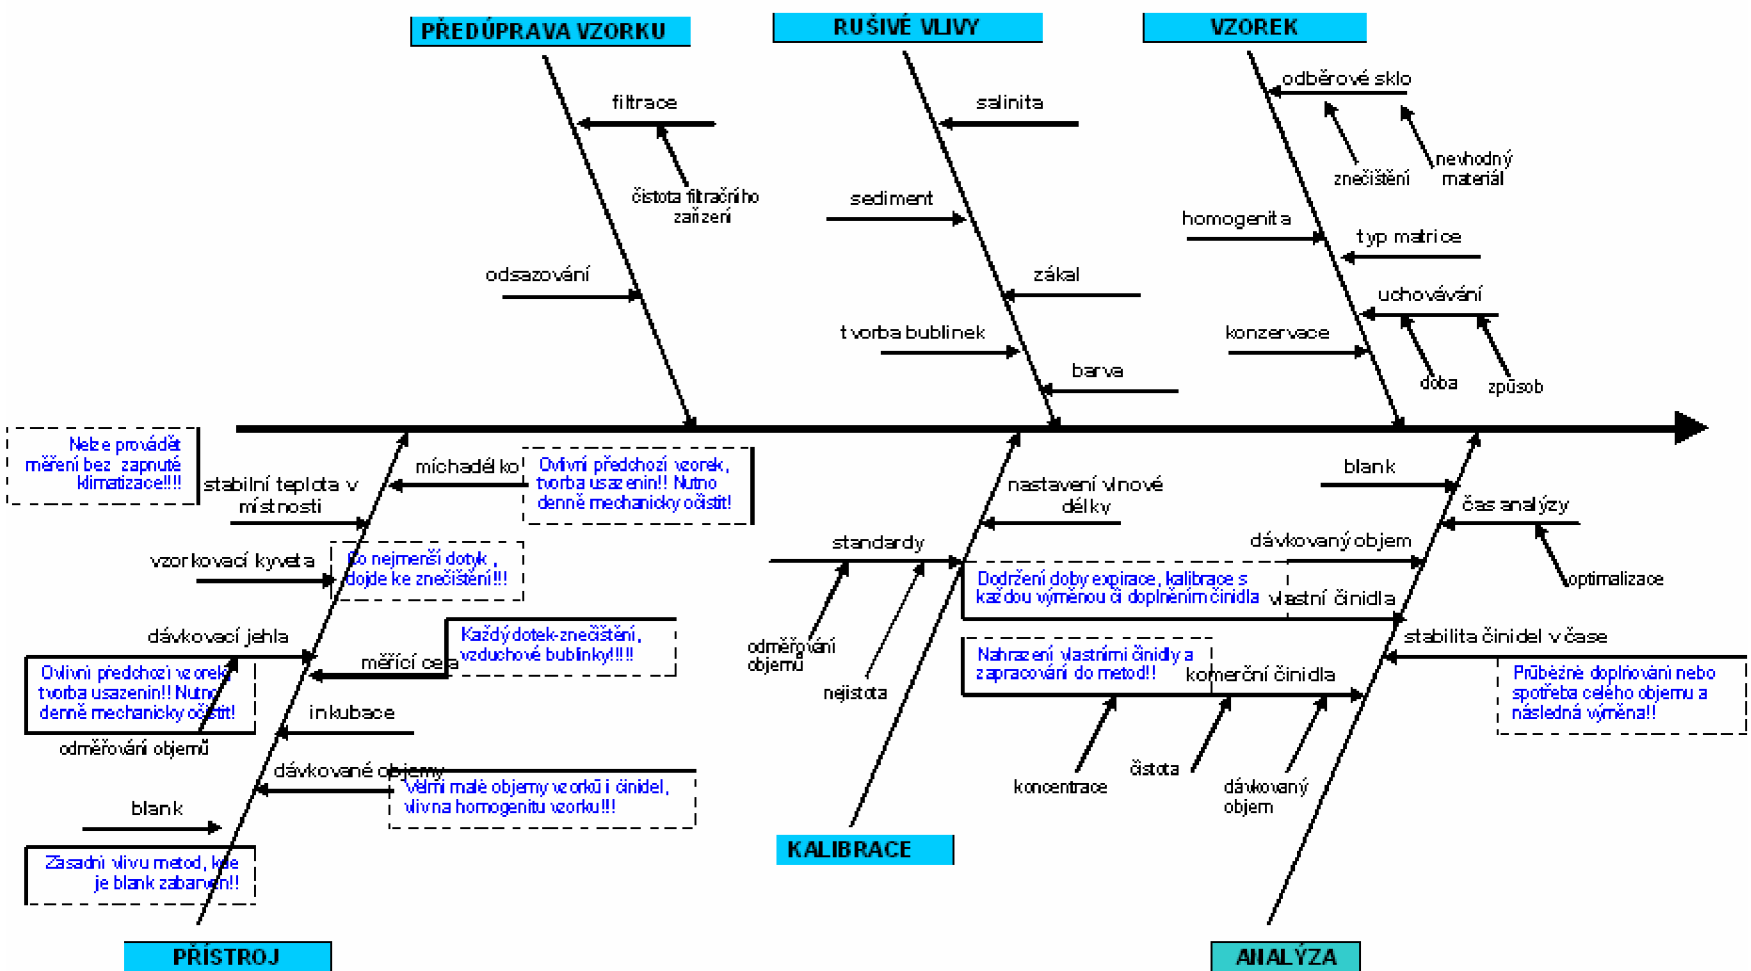 PŘEDÚPRAVA VZORKU
RUŠIVÉ VLIVY
VZOREK
filtrace
čistota filtračního
zařízení
odsazování
salinita
sediment
zákal
tvorba bublinek
barva
odběrové sklo
znečištění
nevhodný
materiál
homogenita
typ matrice
uchovávání
konzervace
doba
způsob
Nelze provádět
měření bez zapnuté
klimatizace!!!!
stabilní teplota v
místnosti
míchadélko
Ovlivní předchozí vzorek,
tvorba usazenin!! Nutno
denně mechanicky očistit!
vzorkovací kyveta
Co nejmenší dotyk,
dojde ke znečištění!!!
dávkovací jehla
Ovlivní předchozí vzorek,
tvorba usazenin!! Nutno
denně mechanicky očistit!
odměřování objemů
Každý dotek-znečištění,
vzduchové bublinky!!!!!
měřící cela
inkubace
dávkované objemy
Velmi malé objemy vzorků i činidel,
vliv na homogenitu vzorku!!!
blank
Zásadní vliv u metod, kde
je blank zabarven!!
PŘÍSTROJ
nastavení vlnové
délky
standardy
odměřování
objemů
nejistota
KALIBRACE
blank
čas analýzy
optimalizace
dávkovaný objem
Dodržení doby expirace, kalibrace s
každou výměnou či doplněním činidla
vlastní činidla
stabilita činidel v čase
Průběžné doplňování nebo
spotřeba celého objemu a
následná výměna!!
Nahrazení vlastními činidly a
zapracování do metod!!
komerční činidla
koncentrace
čistota
dávkovaný
objem
ANALÝZA